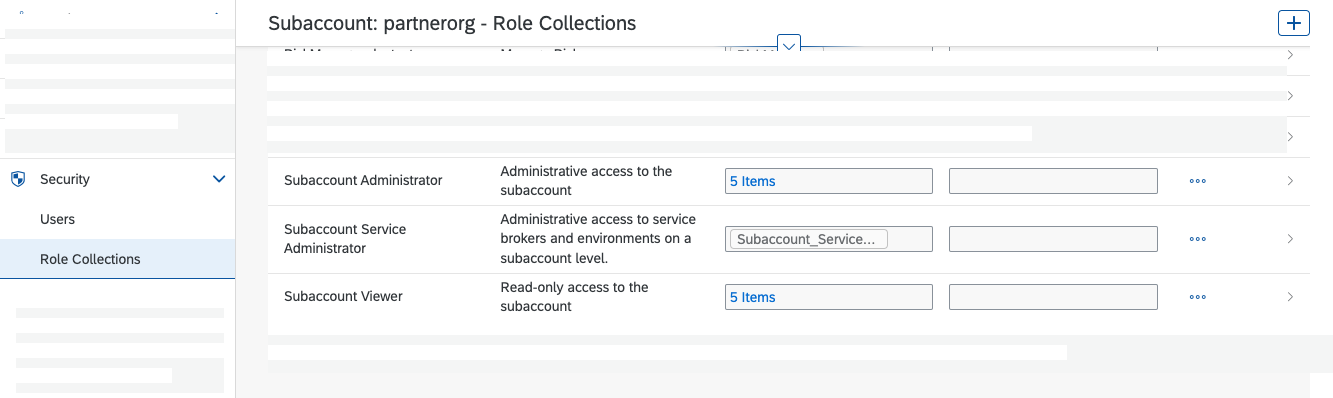 Subaccount: partnerorg - Role Collections
Security
Users
Role Collections
Subaccount Administrator
Administrative access to the
subaccount
5 Items
Subaccount Service
Administrator
Administrative access to service
brokers and environments on a
subaccount level.
Subaccount_Service...
Subaccount Viewer
Read-only access to the
subaccount
5 Items